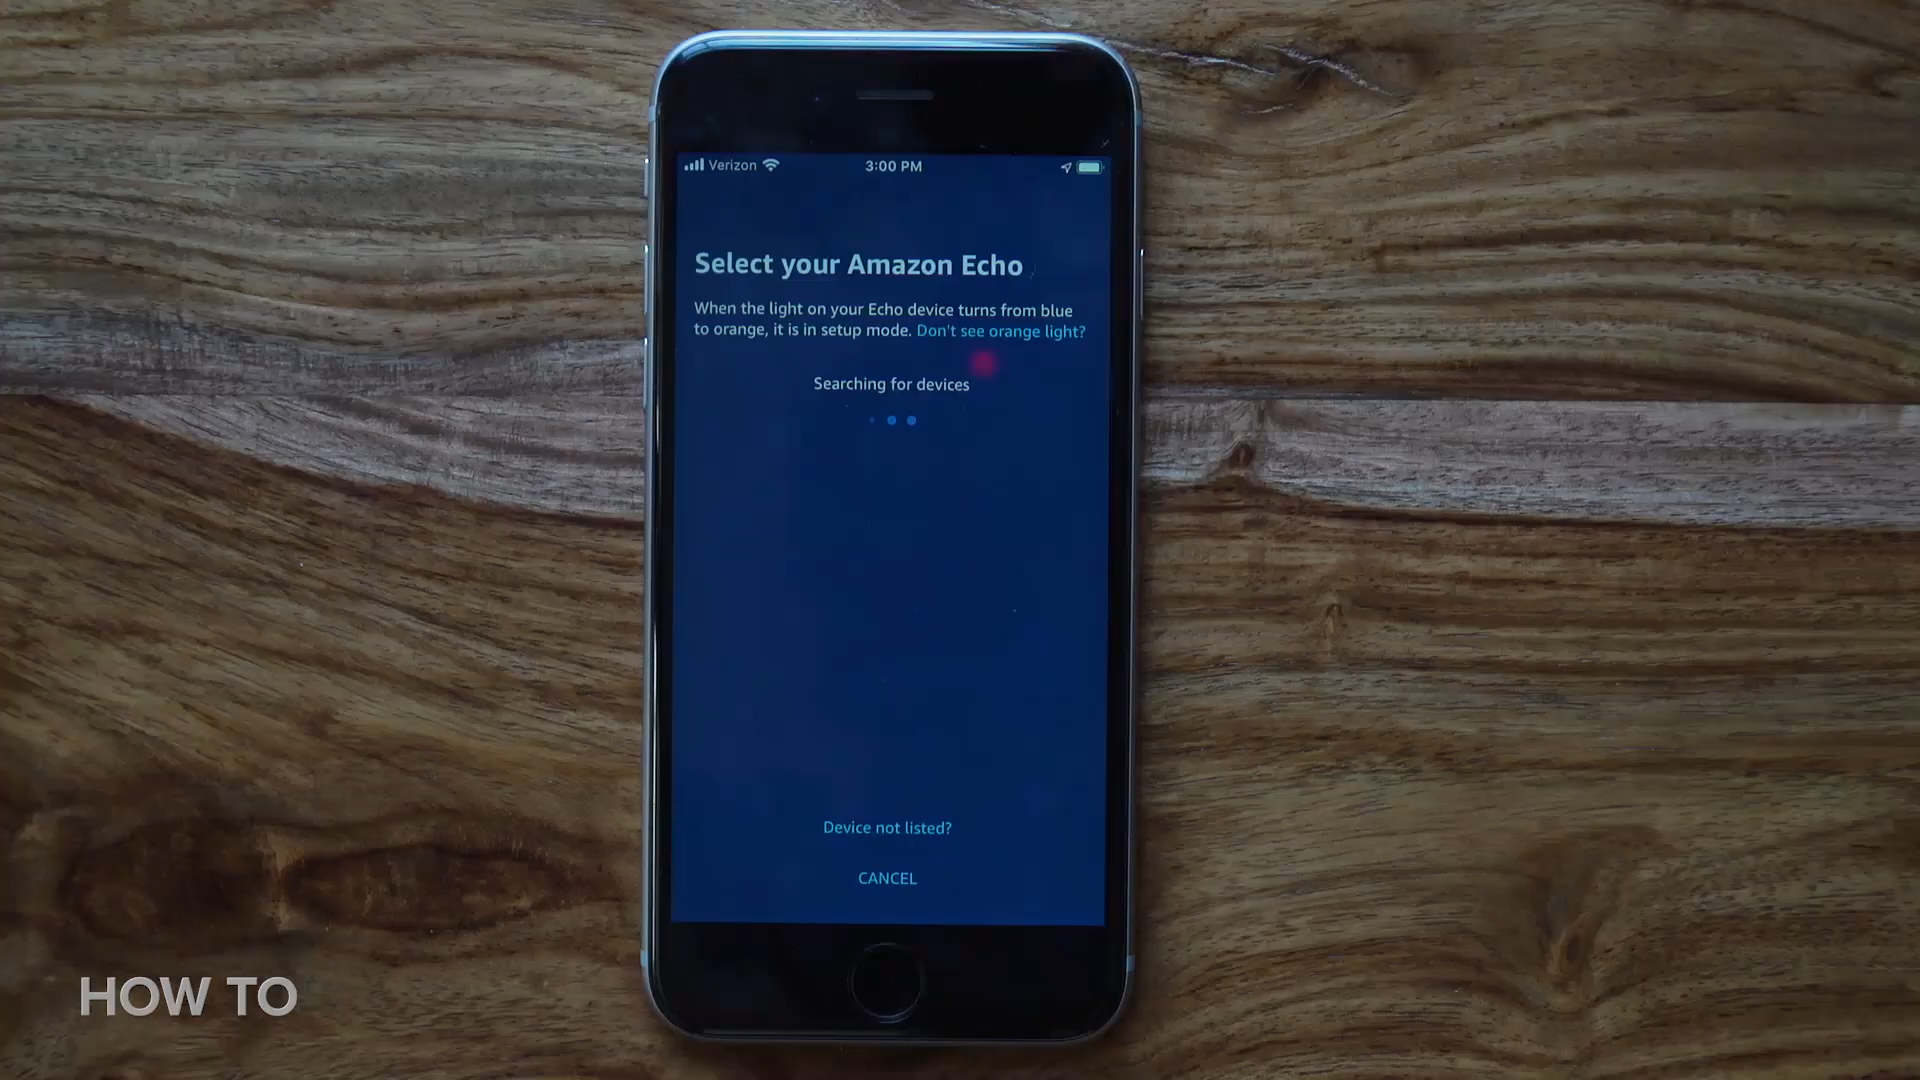 Verizon 3:00 PM
Select your Amazon Echo
When the light on your Echo device turns from blue
to orange, it is in setup mode. Don't see orange light?
Searching for devices
Device not listed?
CANCEL
HOW TO